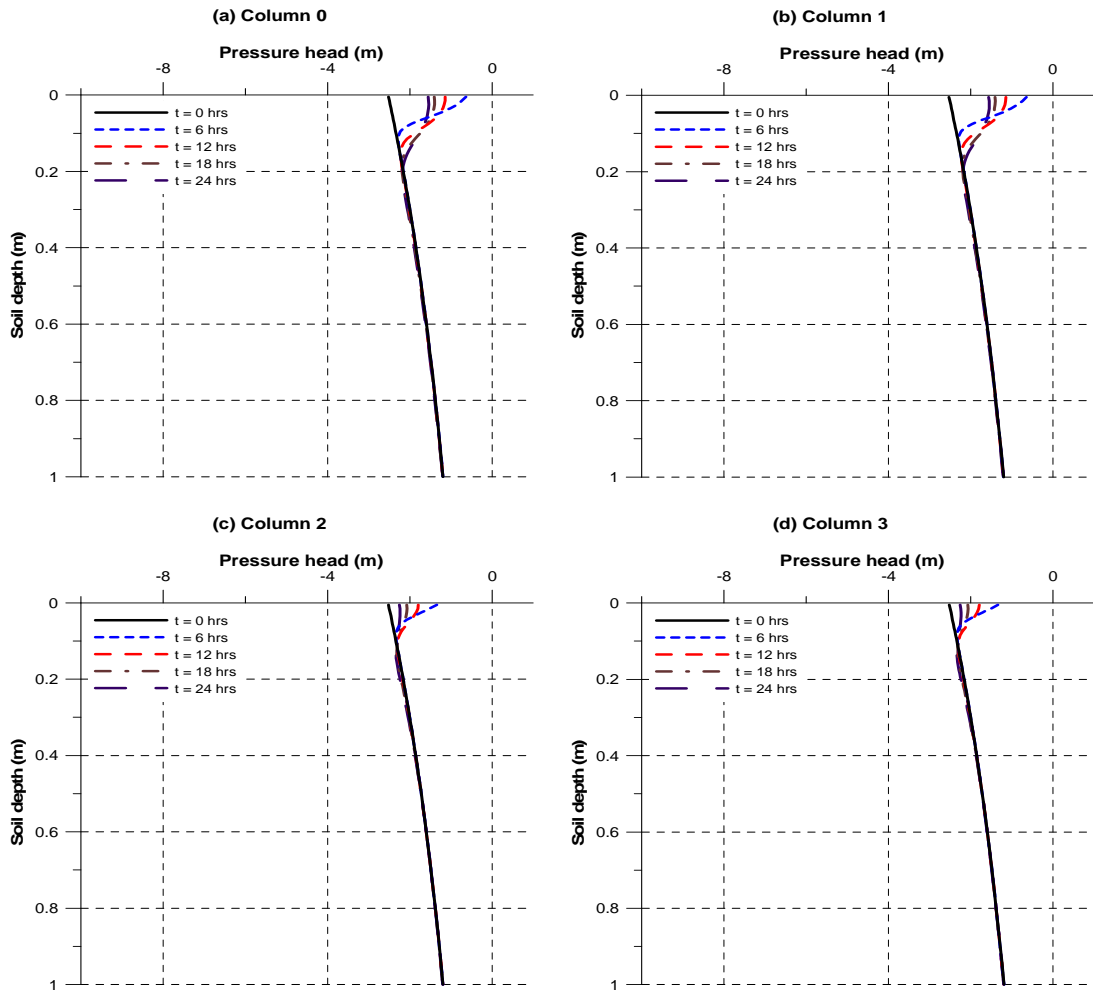 (a) Column 0
Pressure head (m)
-8 -4 0
0
0.2
0.4
0.6
0.8
1
Soil depth (m)
t = 0 hrs
t = 6 hrs
t = 12 hrs
t = 18 hrs
t = 24 hrs
(b) Column 1
Pressure head (m)
-8 -4 0
0
0.2
0.4
0.6
0.8
1
Soil depth (m)
t = 0 hrs
t = 6 hrs
t = 12 hrs
t = 18 hrs
t = 24 hrs
(c) Column 2
Pressure head (m)
-8 -4 0
0
0.2
0.4
0.6
0.8
1
Soil depth (m)
t = 0 hrs
t = 6 hrs
t = 12 hrs
t = 18 hrs
t = 24 hrs
(d) Column 3
Pressure head (m)
-8 -4 0
0
0.2
0.4
0.6
0.8
1
Soil depth (m)
t = 0 hrs
t = 6 hrs
t = 12 hrs
t = 18 hrs
t = 24 hrs